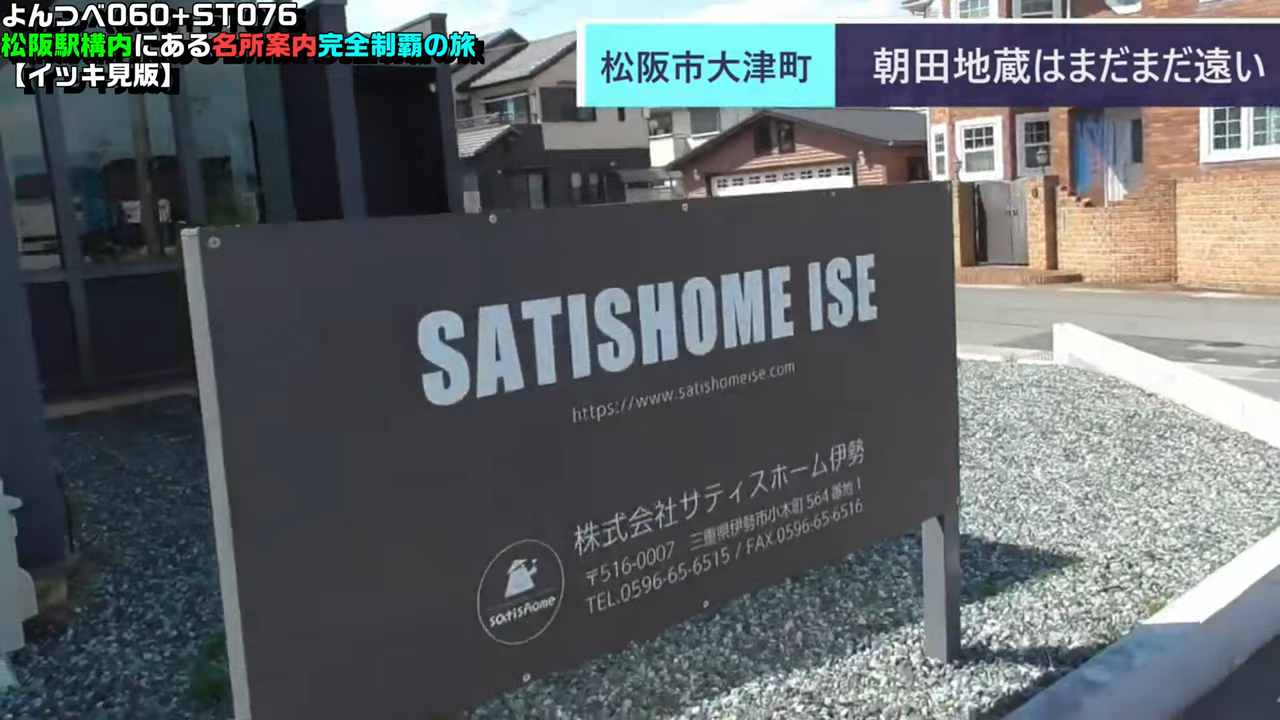 よんつべ060+ST076
松阪駅構内にある名所案内完全制覇の旅
【イツキ見版】
松阪市大津町
朝田地蔵はまだまだ遠い
SATISHOME ISE
https://www.satishomeise.com
株式会社サティスホーム伊勢
〒516-0007 三重県伊勢市小木町 564 番地 1
TEL.0596-65-6515 / FAX.0596-65-6516
satishome